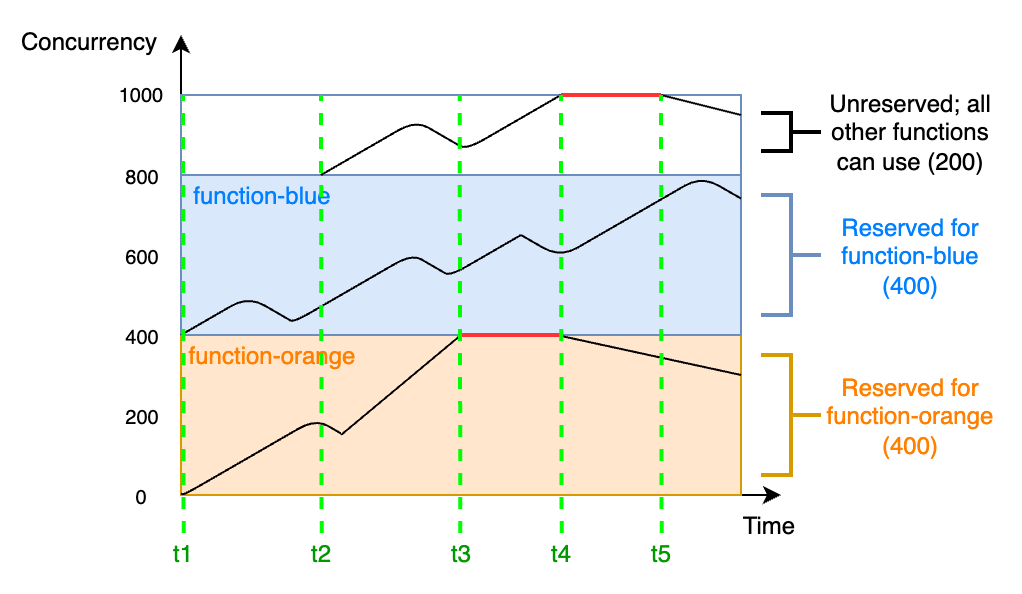 Concurrency
1000
800
600
400
200
0
function-blue
function-orange
Unreserved; all
other functions
can use (200)
Reserved for
function-blue
(400)
Reserved for
function-orange
(400)
Time
t1
t2
t3
t4
t5